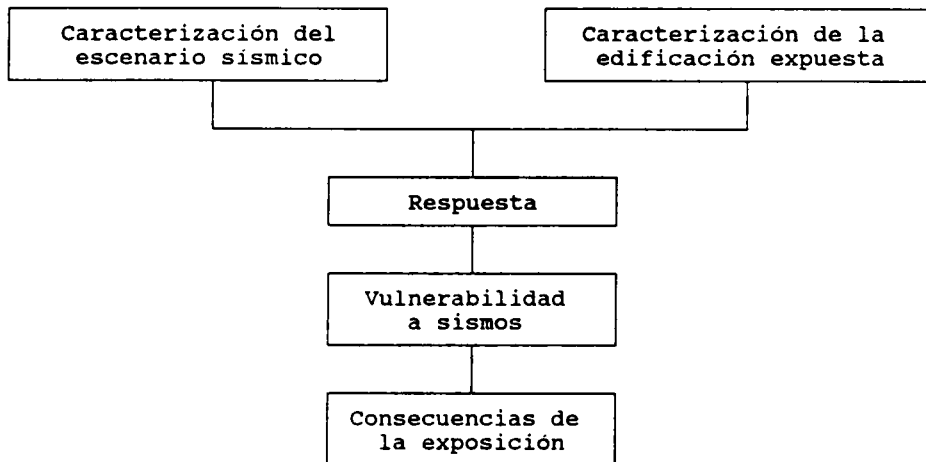 Caracterización del
escenario sísmico
Caracterización de la
edificación expuesta
Respuesta
Vulnerabilidad
a sismos
Consecuencias de
la exposición